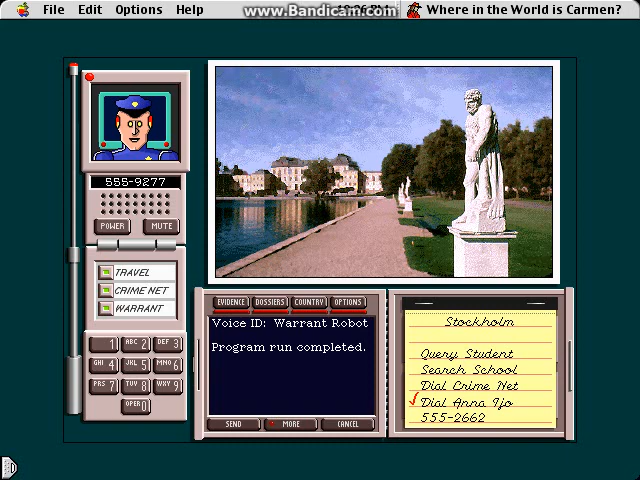 File Edit Options Help
www.Bandicam.com
Where in the World is Carmen?
555-9277
POWER MUTE
TRAVEL
CRIME NET
WARRANT
1 ABC 2 DEF 3
GHI 4 JKL 5 MNO 6
PRS 7 TUV 8 WXY 9
OPER 0
EVIDENCE DOSSIERS COUNTRY OPTIONS
Voice ID: Warrant Robot
Program run completed.
SEND MORE CANCEL
Stockholm
Query Student
Search School
Dial Crime Net
Dial Anna Ijo
555-2662